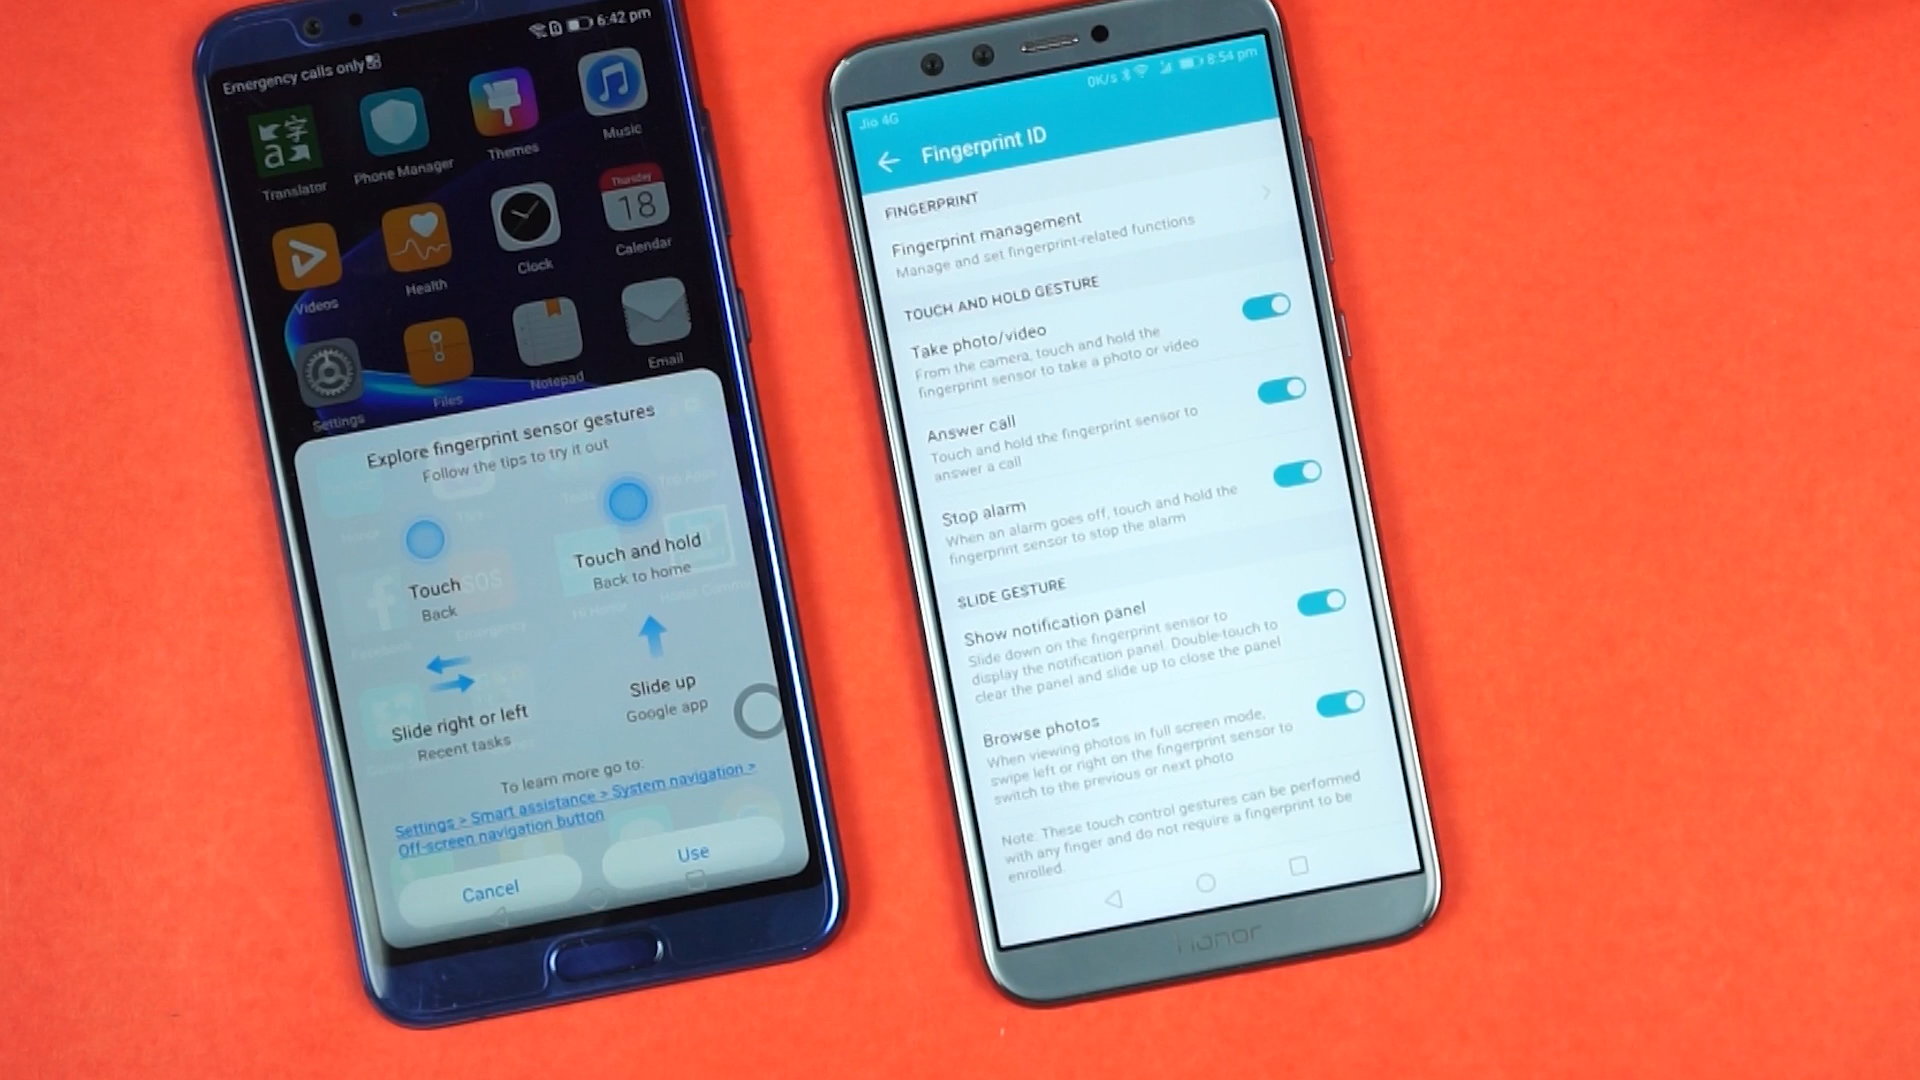 Emergency calls only
6:42 pm
字
a
Translator
Phone Manager
Themes
Music
Videos
Health
Clock
Thursday
18
Calendar
Settings
Files
Notepad
Email
Explore fingerprint sensor gestures
Follow the tips to try it out
Touch
Back
Touch and hold
Back to home
Slide right or left
Recent tasks
Slide up
Google app
SOS
Emergency
Facebook
To learn more go to:
Settings > Smart assistance > System navigation >
Off-screen navigation button
Cancel
Use
0K/s
8:54 pm
Jio 4G
Fingerprint ID
FINGERPRINT
Fingerprint management
Manage and set fingerprint-related functions
TOUCH AND HOLD GESTURE
Take photo/video
From the camera, touch and hold the
fingerprint sensor to take a photo or video
Answer call
Touch and hold the fingerprint sensor to
answer a call
Stop alarm
When an alarm goes off, touch and hold the
fingerprint sensor to stop the alarm
SLIDE GESTURE
Show notification panel
Slide down on the fingerprint sensor to
display the notification panel. Double-touch to
clear the panel and slide up to close the panel
Browse photos
When viewing photos in full screen mode,
swipe left or right on the fingerprint sensor to
switch to the previous or next photo
Note: These touch control gestures can be performed
with any finger and do not require a fingerprint to be
enrolled.
honor